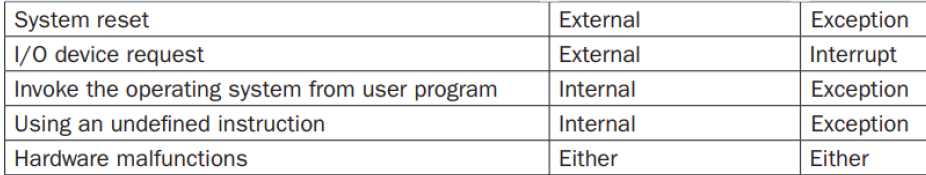 System reset External Exception
I/O device request External Interrupt
Invoke the operating system from user program Internal Exception
Using an undefined instruction Internal Exception
Hardware malfunctions Either Either